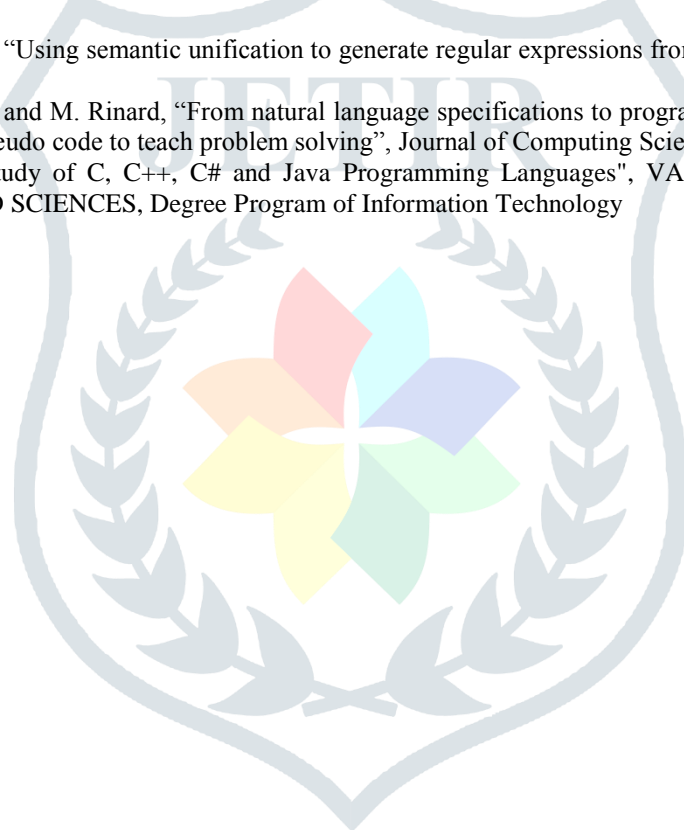 “Using semantic unification to generate regular expressions from
JETIR
and M. Rinard, “From natural language specifications to progra
eudo code to teach problem solving”, Journal of Computing Scie
tudy of C, C++, C# and Java Programming Languages", VA
D SCIENCES, Degree Program of Information Technology